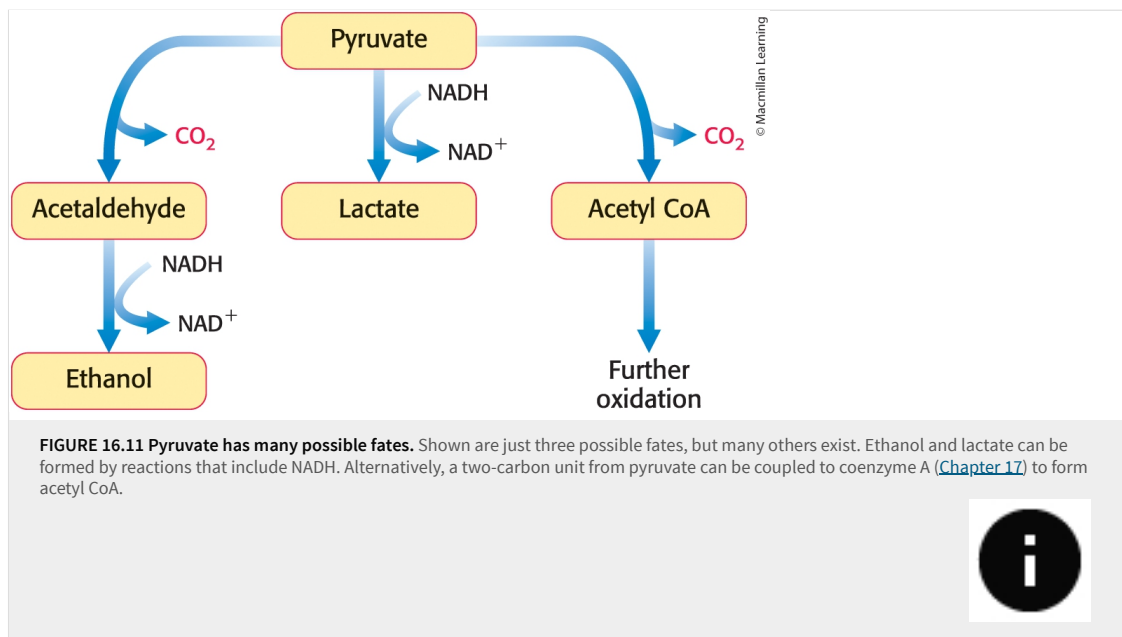 Pyruvate
© Macmillan Learning
NADH
CO₂
NAD⁺
CO₂
Acetaldehyde
Lactate
Acetyl CoA
NADH
NAD⁺
Ethanol
Further
oxidation
FIGURE 16.11 Pyruvate has many possible fates. Shown are just three possible fates, but many others exist. Ethanol and lactate can be
formed by reactions that include NADH. Alternatively, a two-carbon unit from pyruvate can be coupled to coenzyme A (Chapter 17) to form
acetyl CoA.
i